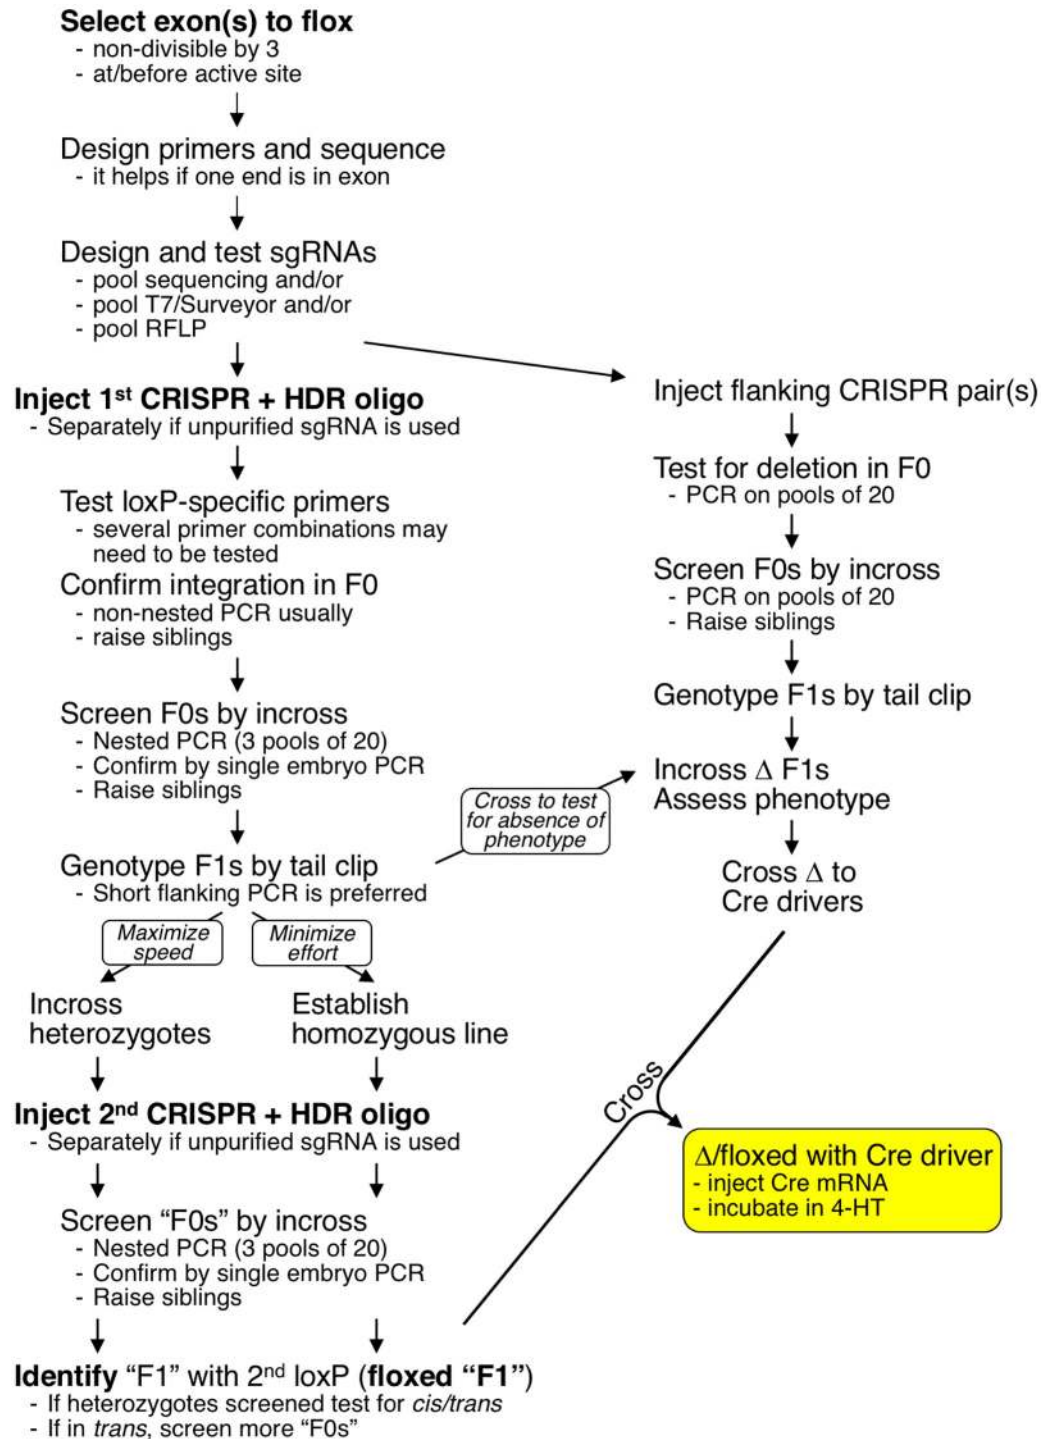 Select exon(s) to flox
- non-divisible by 3
- at/before active site
Design primers and sequence
- it helps if one end is in exon
Design and test sgRNAs
- pool sequencing and/or
- pool T7/Surveyor and/or
- pool RFLP
Inject 1st CRISPR + HDR oligo
- Separately if unpurified sgRNA is used
Test loxP-specific primers
- several primer combinations may
need to be tested
Confirm integration in F0
- non-nested PCR usually
- raise siblings
Screen F0s by incross
- Nested PCR (3 pools of 20)
- Confirm by single embryo PCR
- Raise siblings
Genotype F1s by tail clip
- Short flanking PCR is preferred
Maximize
speed
Minimize
effort
Incross
heterozygotes
Establish
homozygous line
Inject 2nd CRISPR + HDR oligo
- Separately if unpurified sgRNA is used
Screen “F0s” by incross
- Nested PCR (3 pools of 20)
- Confirm by single embryo PCR
- Raise siblings
Identify “F1” with 2nd loxP (floxed “F1”)
- If heterozygotes screened test for cis/trans
- If in trans, screen more “F0s”
Inject flanking CRISPR pair(s)
Test for deletion in F0
- PCR on pools of 20
Screen F0s by incross
- PCR on pools of 20
- Raise siblings
Genotype F1s by tail clip
Cross to test
for absence of
phenotype
Incross Δ F1s
Assess phenotype
Cross Δ to
Cre drivers
Cross
Δ/floxed with Cre driver
- inject Cre mRNA
- incubate in 4-HT